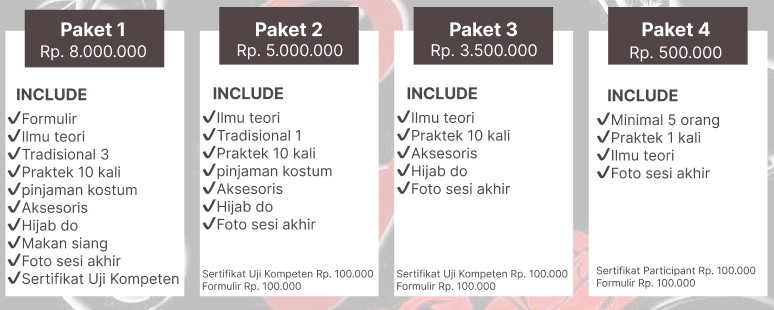 Paket 1
Rp. 8.000.000
INCLUDE
✔Formulir
✔Ilmu teori
✔Tradisional 3
✔Praktek 10 kali
✔pinjaman kostum
✔Aksesoris
✔Hijab do
✔Makan siang
✔Foto sesi akhir
✔Sertifikat Uji Kompeten
Paket 2
Rp. 5.000.000
INCLUDE
✔Ilmu teori
✔Tradisional 1
✔Praktek 10 kali
✔pinjaman kostum
✔Aksesoris
✔Hijab do
✔Foto sesi akhir
Sertifikat Uji Kompeten Rp. 100.000
Formulir Rp. 100.000
Paket 3
Rp. 3.500.000
INCLUDE
✔Ilmu teori
✔Praktek 10 kali
✔Aksesoris
✔Hijab do
✔Foto sesi akhir
Sertifikat Uji Kompeten Rp. 100.000
Formulir Rp. 100.000
Paket 4
Rp. 500.000
INCLUDE
✔Minimal 5 orang
✔Praktek 1 kali
✔Ilmu teori
✔Foto sesi akhir
Sertifikat Participant Rp. 100.000
Formulir Rp. 100.000